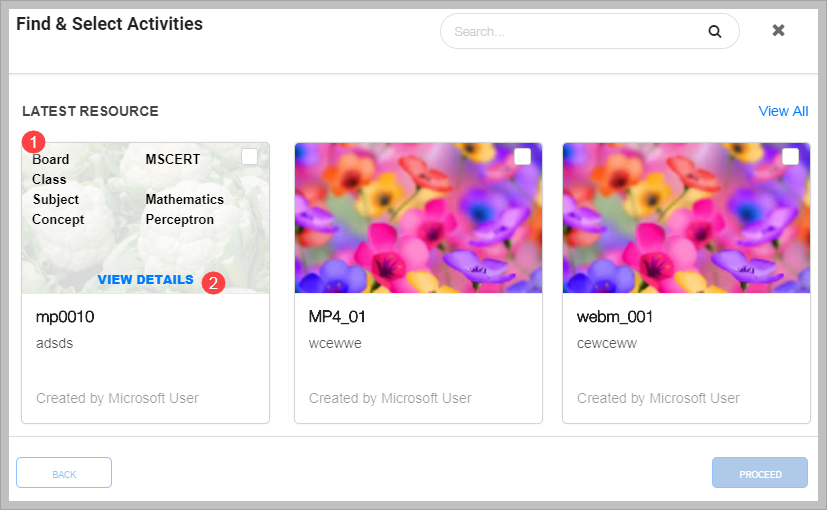 Find & Select Activities
Search...
LATEST RESOURCE
View All
1
Board MSCERT
Class
Subject Mathematics
Concept Perceptron
VIEW DETAILS 2
mp0010
adsds
Created by Microsoft User
MP4_01
wcewwe
Created by Microsoft User
webm_001
cewceww
Created by Microsoft User
BACK
PROCEED